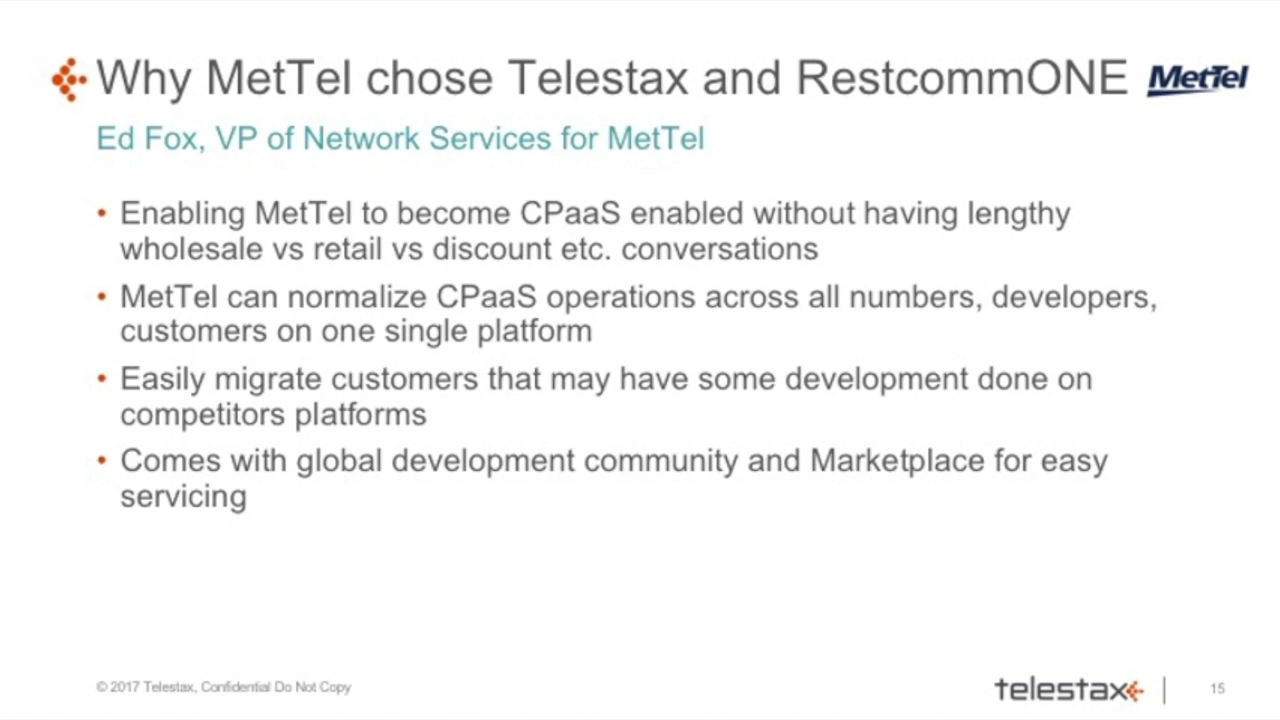 Why MetTel chose Telestax and RestcommONE
MetTel
Ed Fox, VP of Network Services for MetTel
• Enabling MetTel to become CPaaS enabled without having lengthy
wholesale vs retail vs discount etc. conversations
• MetTel can normalize CPaaS operations across all numbers, developers,
customers on one single platform
• Easily migrate customers that may have some development done on
competitors platforms
• Comes with global development community and Marketplace for easy
servicing
© 2017 Telestax, Confidential Do Not Copy
telestax
15